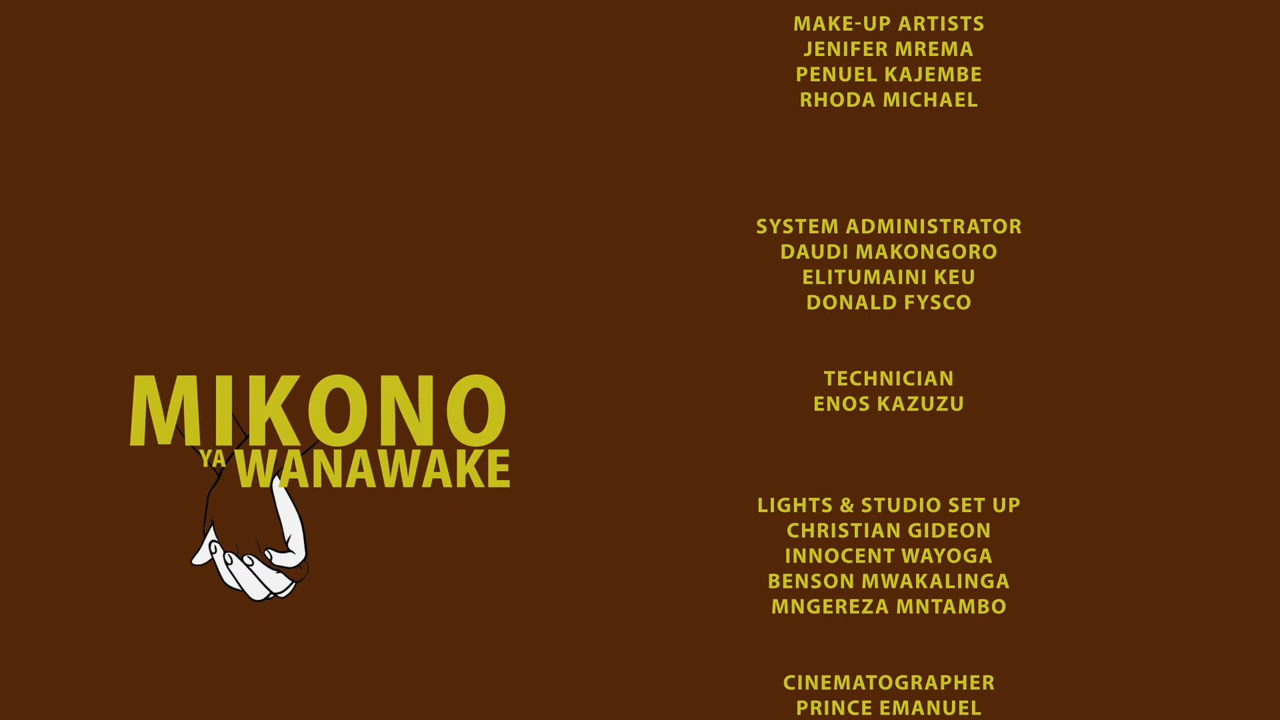 MIKONO
YA WANAWAKE
MAKE-UP ARTISTS
JENIFER MREMA
PENUEL KAJEMBE
RHODA MICHAEL
SYSTEM ADMINISTRATOR
DAUDI MAKONGORO
ELITUMAINI KEU
DONALD FYSCO
TECHNICIAN
ENOS KAZUZU
LIGHTS & STUDIO SET UP
CHRISTIAN GIDEON
INNOCENT WAYOGA
BENSON MWAKALINGA
MNGEREZA MNTAMBO
CINEMATOGRAPHER
PRINCE EMANUEL